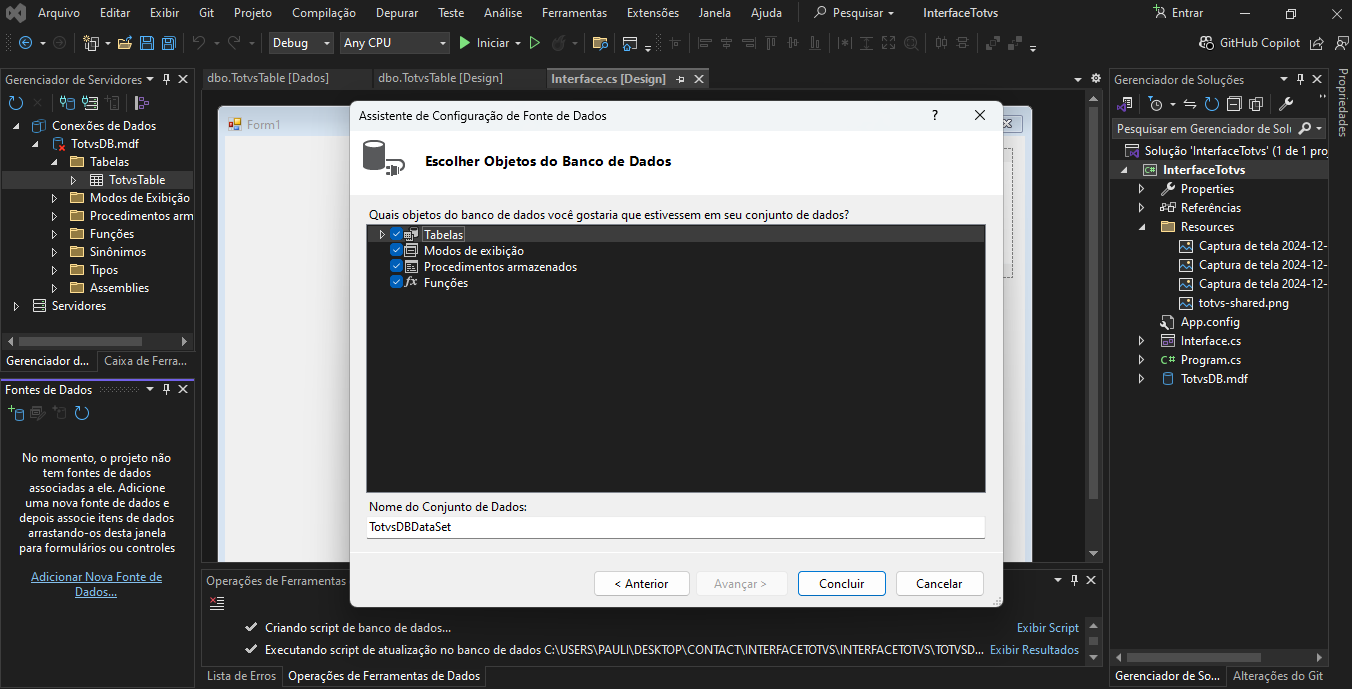 Arquivo Editar Exibir Git Projeto Compilação Depurar Teste Análise Ferramentas Extensões Janela Ajuda Pesquisar InterfaceTotvs Entrar
Debug Any CPU Iniciar GitHub Copilot
Gerenciador de Servidores
Conexões de Dados
TotvsDB.mdf
Tabelas
TotvsTable
Modos de Exibição
Procedimentos arm
Funções
Sinônimos
Tipos
Assemblies
Servidores
Gerenciador d... Caixa de Ferra...
Fontes de Dados
No momento, o projeto não
tem fontes de dados
associadas a ele. Adicione
uma nova fonte de dados e
depois associe itens de dados
arrastando-os desta janela
para formulários ou controles
Adicionar Nova Fonte de
Dados...
dbo.TotvsTable [Dados] dbo.TotvsTable [Design] Interface.cs [Design]
Form1
Assistente de Configuração de Fonte de Dados
?
Escolher Objetos do Banco de Dados
Quais objetos do banco de dados você gostaria que estivessem em seu conjunto de dados?
Tabelas
Modos de exibição
Procedimentos armazenados
fx Funções
Nome do Conjunto de Dados:
TotvsDBDataSet
< Anterior Avançar > Concluir Cancelar
Operações de Ferramentas
Criando script de banco de dados... Exibir Script
Executando script de atualização no banco de dados C:\USERS\PAULI\DESKTOP\CONTACT\INTERFACETOTVS\INTERFACETOTVS\TOTVSD... Exibir Resultados
Lista de Erros Operações de Ferramentas de Dados
Gerenciador de Soluções
Pesquisar em Gerenciador de Solu
Solução 'InterfaceTotvs' (1 de 1 proj
C# InterfaceTotvs
Properties
Referências
Resources
Captura de tela 2024-12-
Captura de tela 2024-12-
Captura de tela 2024-12-
totvs-shared.png
App.config
Interface.cs
C# Program.cs
TotvsDB.mdf
Gerenciador de So... Alterações do Git
Propriedades